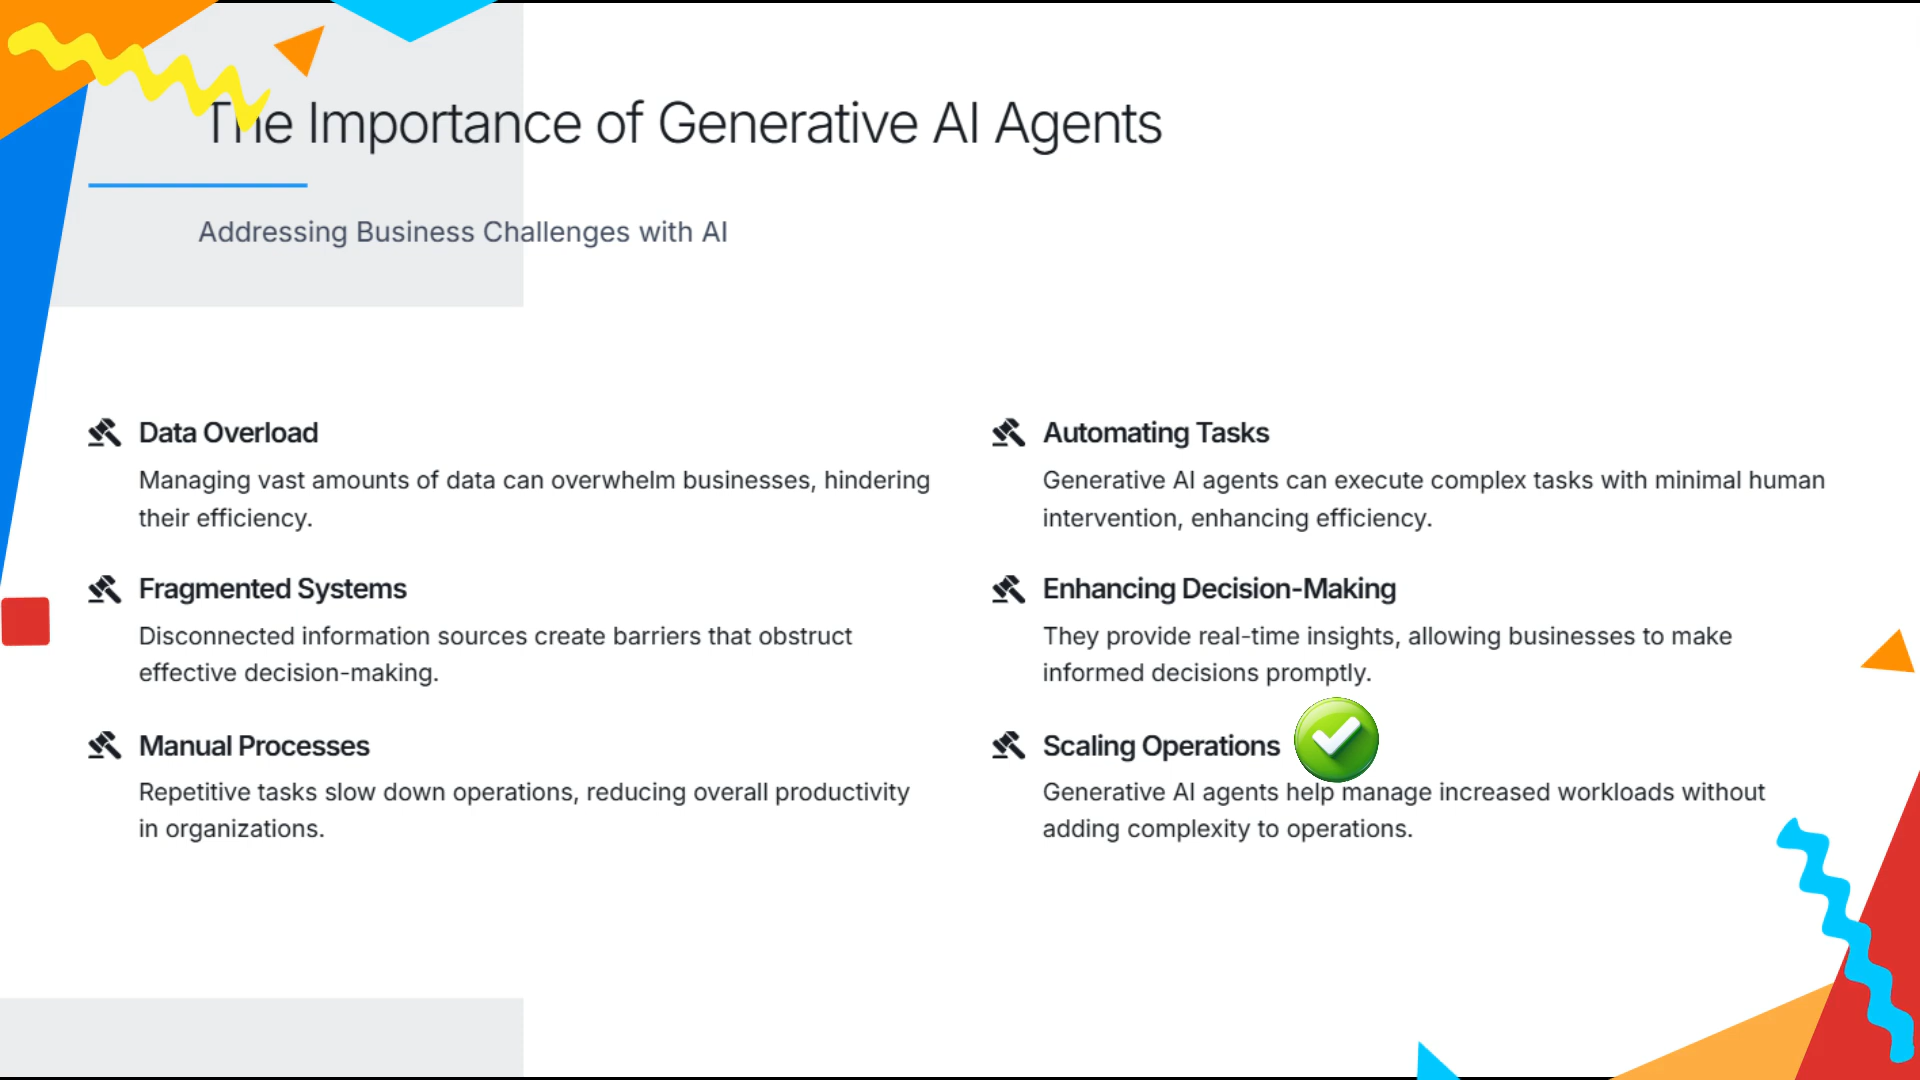 The Importance of Generative AI Agents
Addressing Business Challenges with AI
Data Overload
Managing vast amounts of data can overwhelm businesses, hindering
their efficiency.
Fragmented Systems
Disconnected information sources create barriers that obstruct
effective decision-making.
Manual Processes
Repetitive tasks slow down operations, reducing overall productivity
in organizations.
Automating Tasks
Generative AI agents can execute complex tasks with minimal human
intervention, enhancing efficiency.
Enhancing Decision-Making
They provide real-time insights, allowing businesses to make
informed decisions promptly.
Scaling Operations
Generative AI agents help manage increased workloads without
adding complexity to operations.